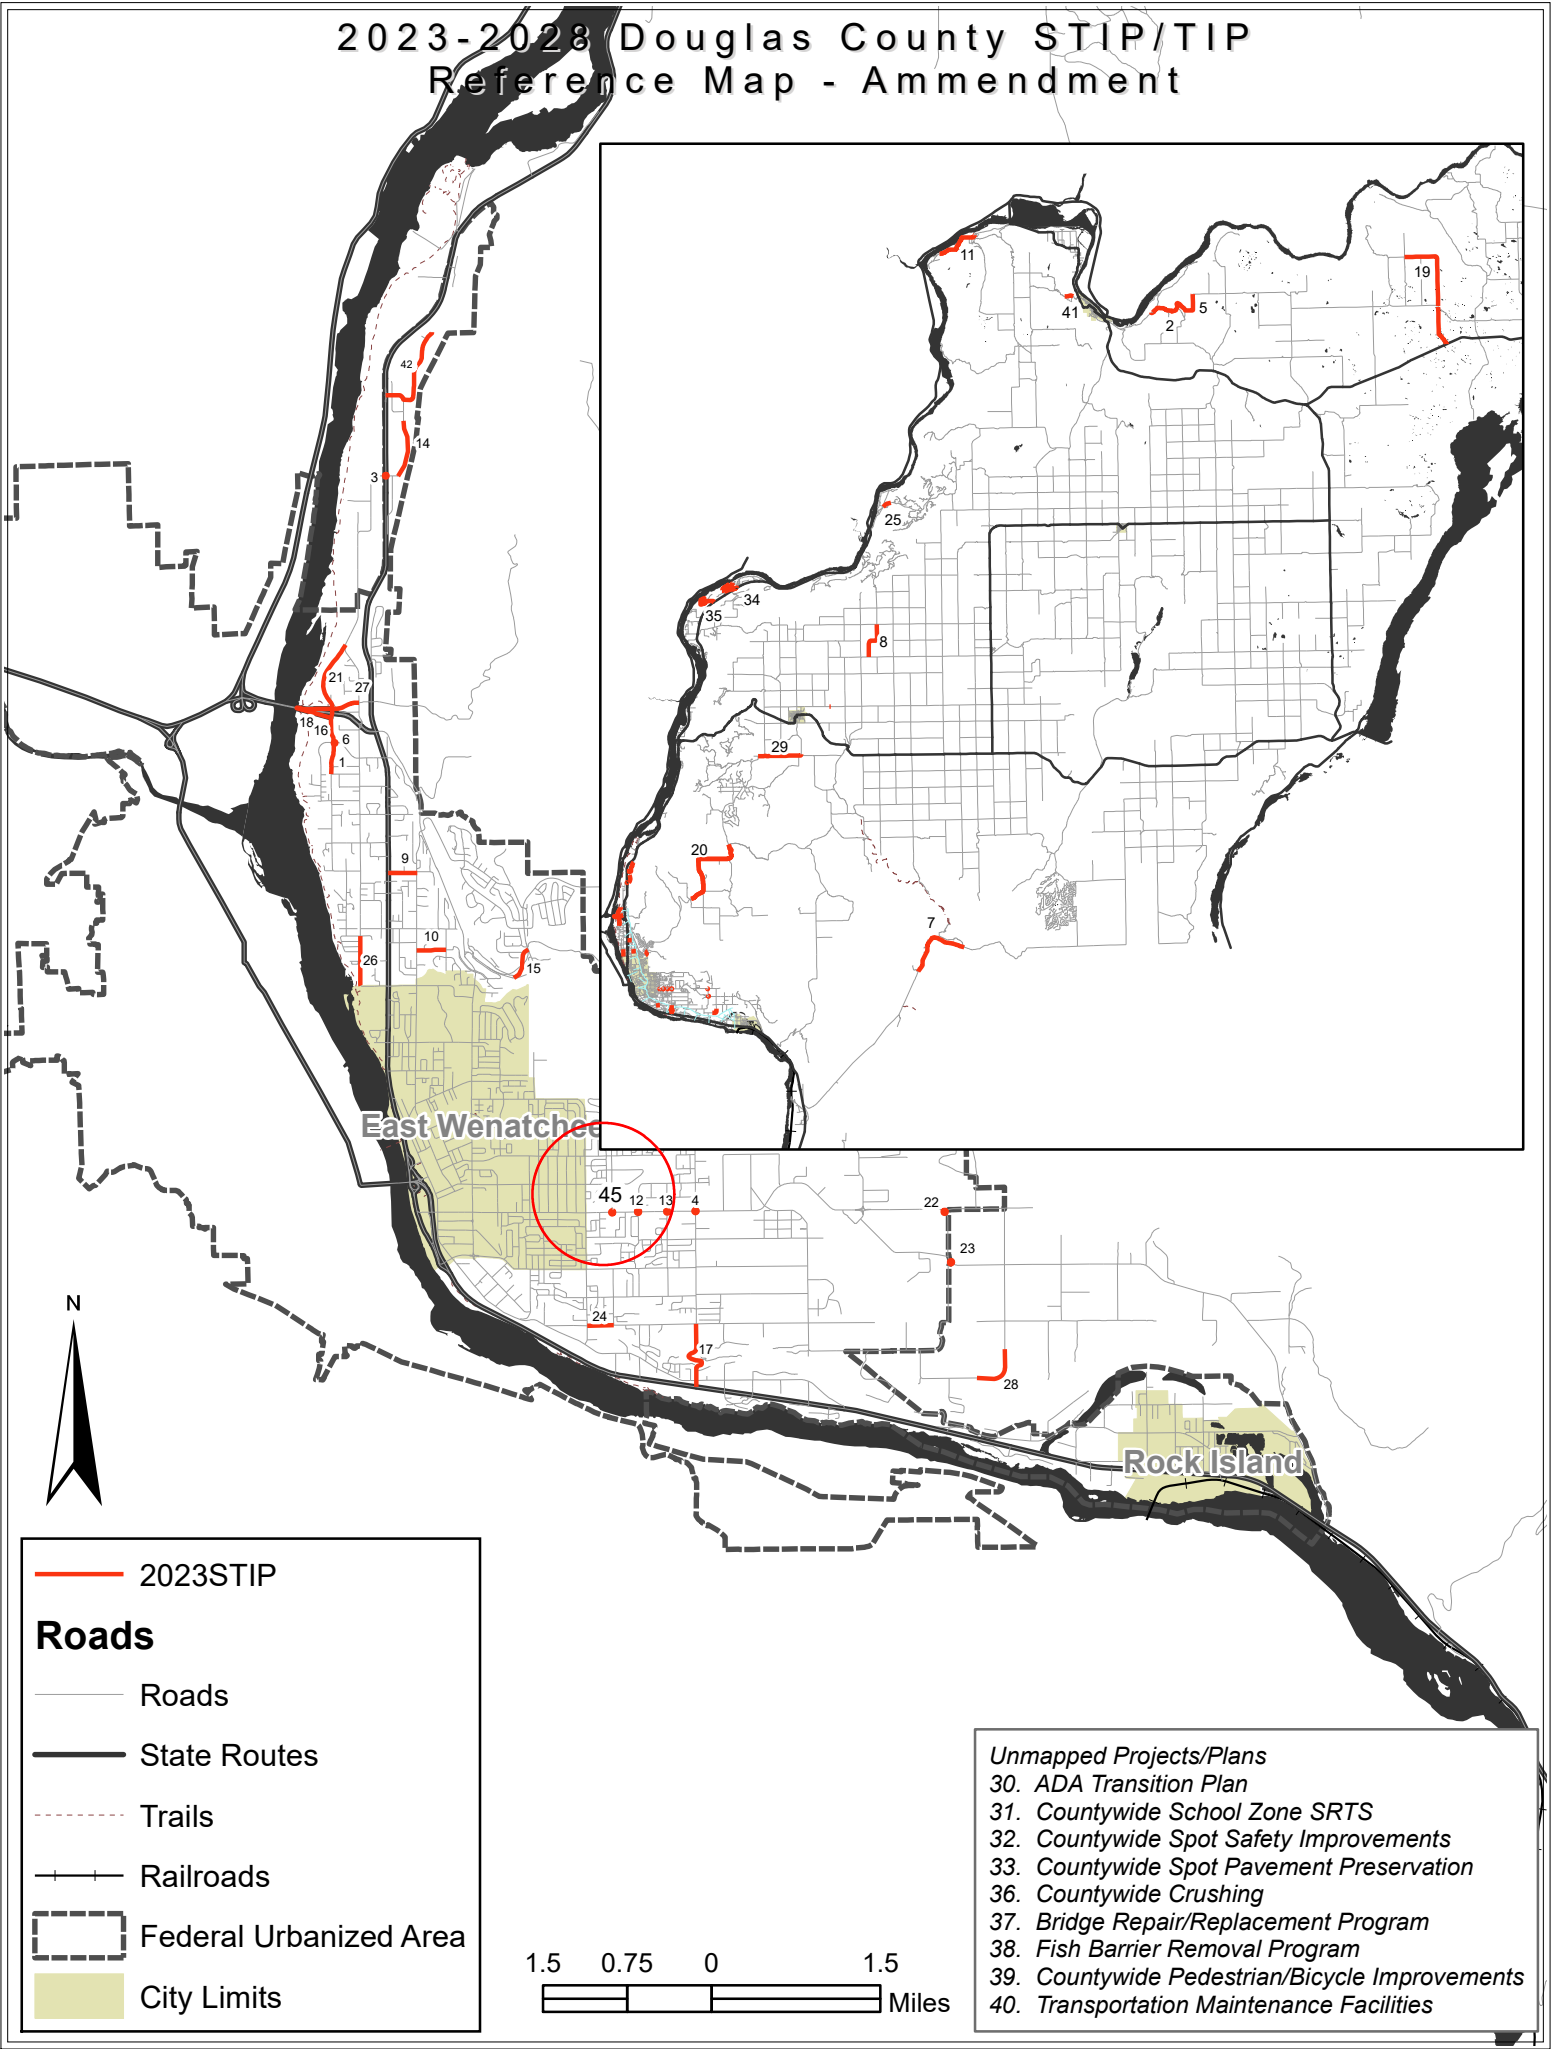 2023-2028 Douglas County STIP/TIP
Reference Map - Ammendment
11
19
41
5
2
42
14
3
25
34
35
8
21
27
18
16
6
1
29
20
9
7
10
26
15
East Wenatchee
45
12
13
4
22
23
24
17
28
N
Rock Island
2023STIP
Roads
Roads
State Routes
Trails
Railroads
Federal Urbanized Area
City Limits
1.5 0.75 0 1.5
Miles
Unmapped Projects/Plans
30. ADA Transition Plan
31. Countywide School Zone SRTS
32. Countywide Spot Safety Improvements
33. Countywide Spot Pavement Preservation
36. Countywide Crushing
37. Bridge Repair/Replacement Program
38. Fish Barrier Removal Program
39. Countywide Pedestrian/Bicycle Improvements
40. Transportation Maintenance Facilities